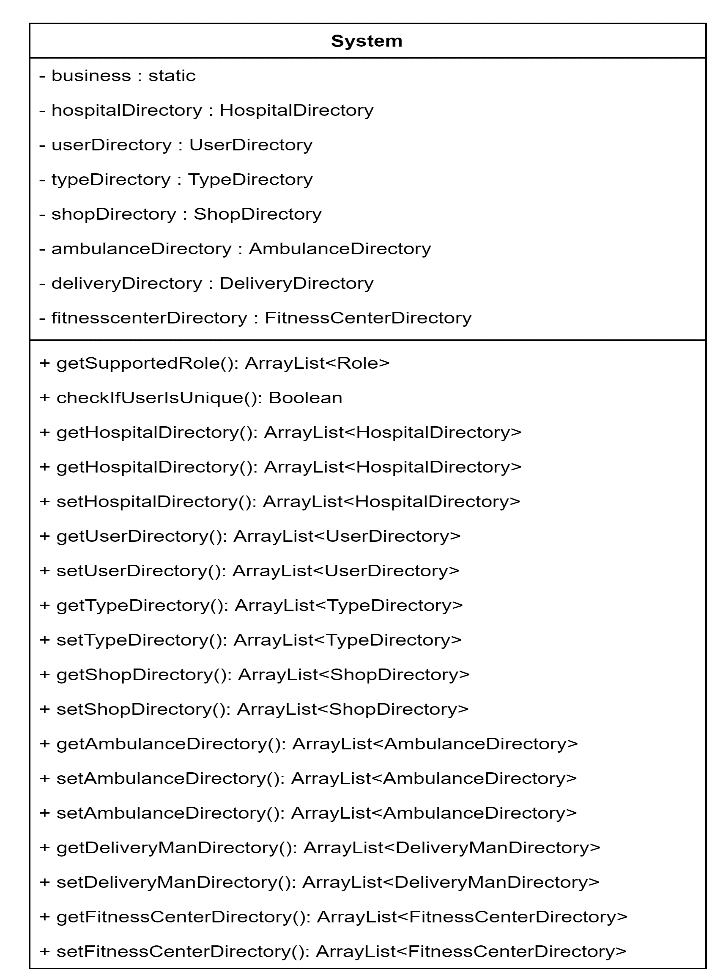 System
- business : static
- hospitalDirectory : HospitalDirectory
- userDirectory : UserDirectory
- typeDirectory : TypeDirectory
- shopDirectory : ShopDirectory
- ambulanceDirectory : AmbulanceDirectory
- deliveryDirectory : DeliveryDirectory
- fitnesscenterDirectory : FitnessCenterDirectory
+ getSupportedRole(): ArrayList<Role>
+ checkIfUserIsUnique(): Boolean
+ getHospitalDirectory(): ArrayList<HospitalDirectory>
+ getHospitalDirectory(): ArrayList<HospitalDirectory>
+ setHospitalDirectory(): ArrayList<HospitalDirectory>
+ getUserDirectory(): ArrayList<UserDirectory>
+ setUserDirectory(): ArrayList<UserDirectory>
+ getTypeDirectory(): ArrayList<TypeDirectory>
+ setTypeDirectory(): ArrayList<TypeDirectory>
+ getShopDirectory(): ArrayList<ShopDirectory>
+ setShopDirectory(): ArrayList<ShopDirectory>
+ getAmbulanceDirectory(): ArrayList<AmbulanceDirectory>
+ setAmbulanceDirectory(): ArrayList<AmbulanceDirectory>
+ setAmbulanceDirectory(): ArrayList<AmbulanceDirectory>
+ getDeliveryManDirectory(): ArrayList<DeliveryManDirectory>
+ setDeliveryManDirectory(): ArrayList<DeliveryManDirectory>
+ getFitnessCenterDirectory(): ArrayList<FitnessCenterDirectory>
+ setFitnessCenterDirectory(): ArrayList<FitnessCenterDirectory>